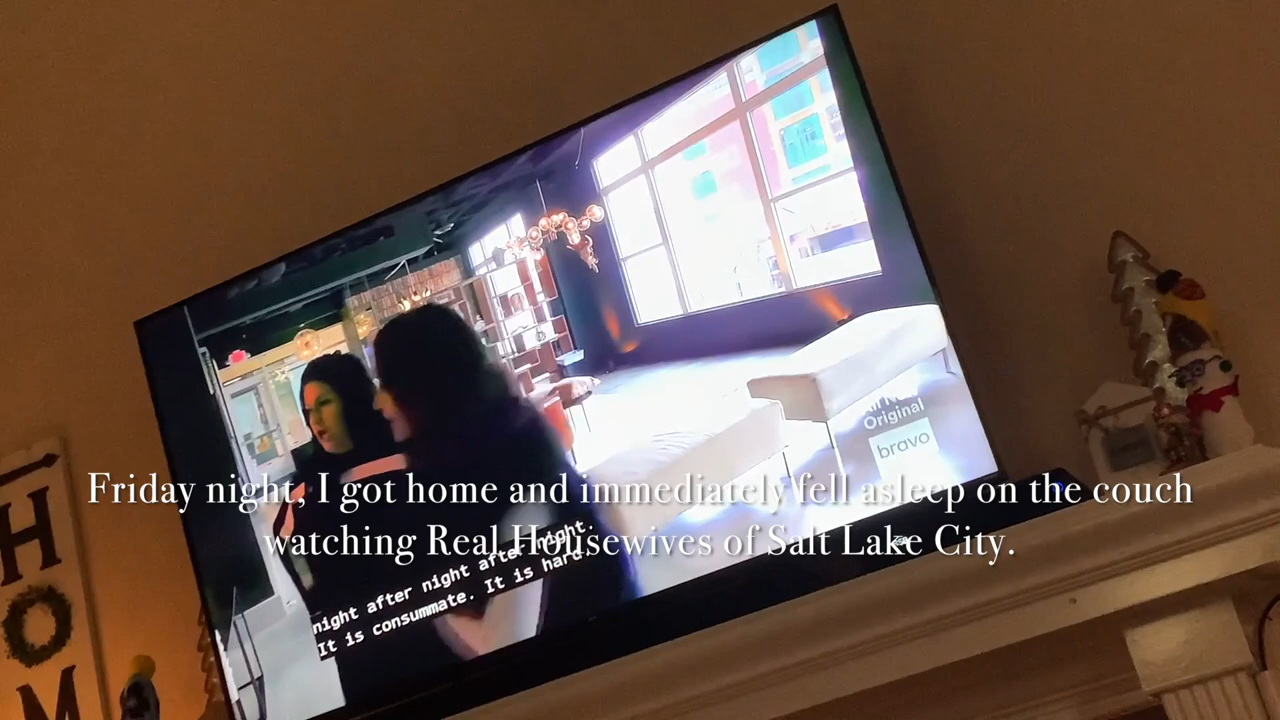 Original
bravo
Friday night, I got home and immediately fell asleep on the couch
watching Real Housewives of Salt Lake City.
night after night after night.
It is consummate. It is hard.
H
M